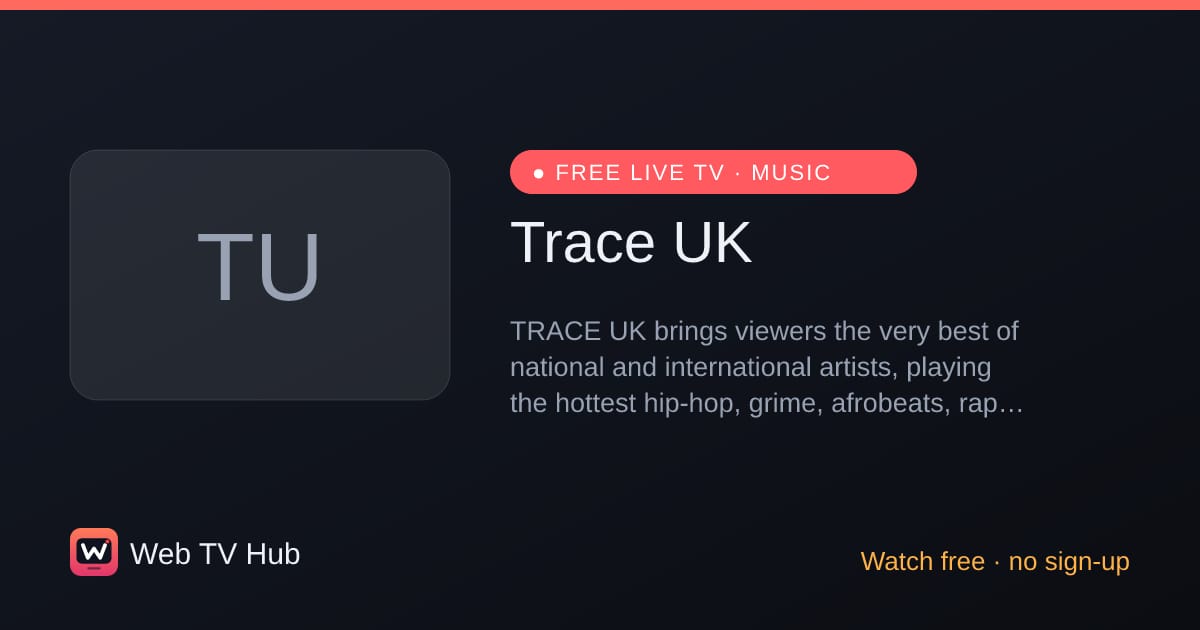 TU
● FREE LIVE TV · MUSIC
Trace UK
TRACE UK brings viewers the very best of
national and international artists, playing
the hottest hip-hop, grime, afrobeats, rap…
W
Web TV Hub
Watch free · no sign-up